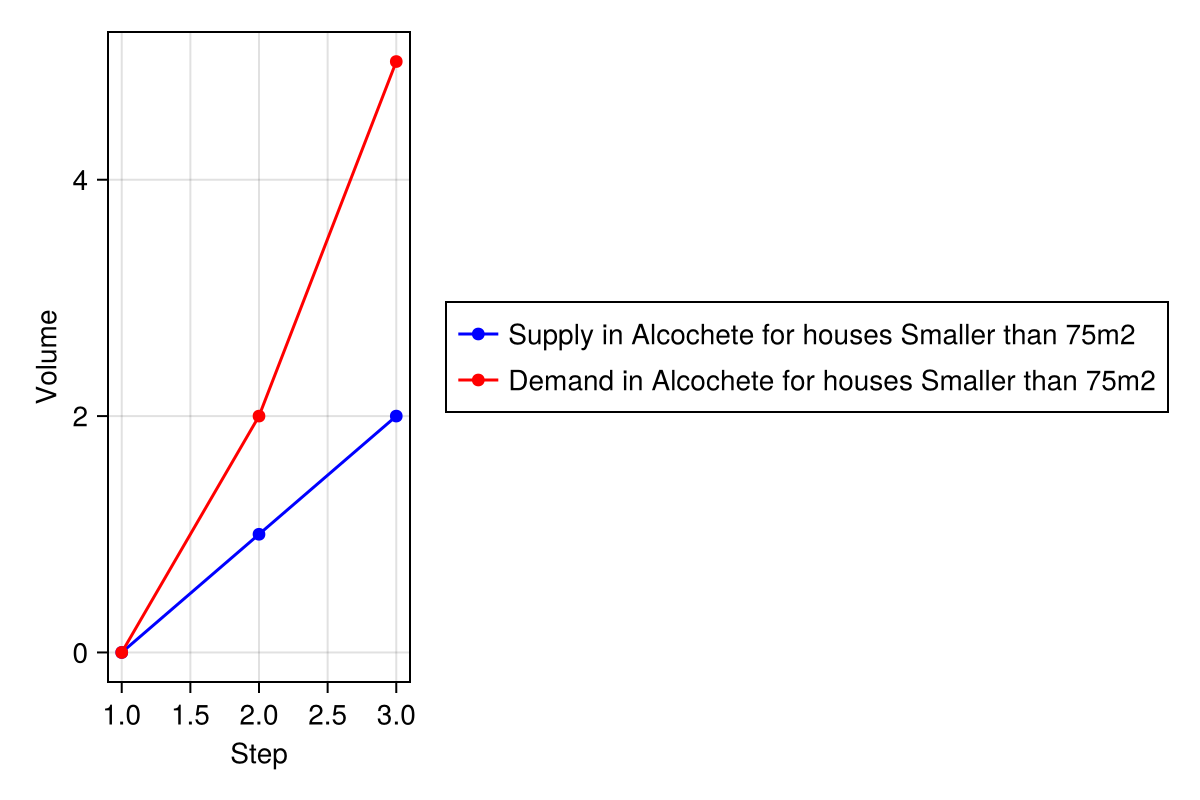 Volume
4
2
0
1.0 1.5 2.0 2.5 3.0
Step
Supply in Alcochete for houses Smaller than 75m2
Demand in Alcochete for houses Smaller than 75m2